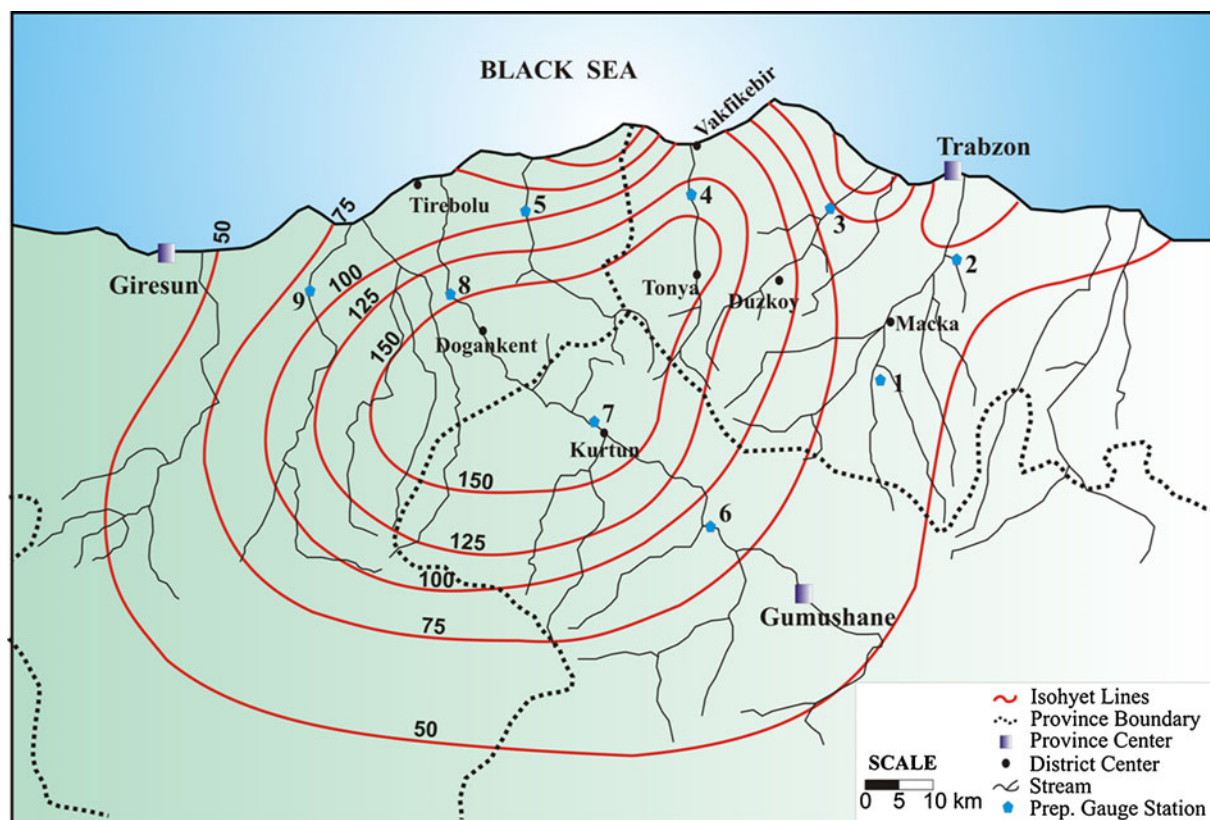 BLACK SEA
Vakfikebir
Trabzon
Tirebolu
5
4
3
50
75
Giresun
2
100
9
8
Tonya
Duzkoy
125
Macka
Dogankent
150
1
7
Kurtun
150
6
125
100
Gumushane
75
50
Isohyet Lines
Province Boundary
Province Center
District Center
Stream
Prep. Gauge Station
SCALE
0 5 10 km